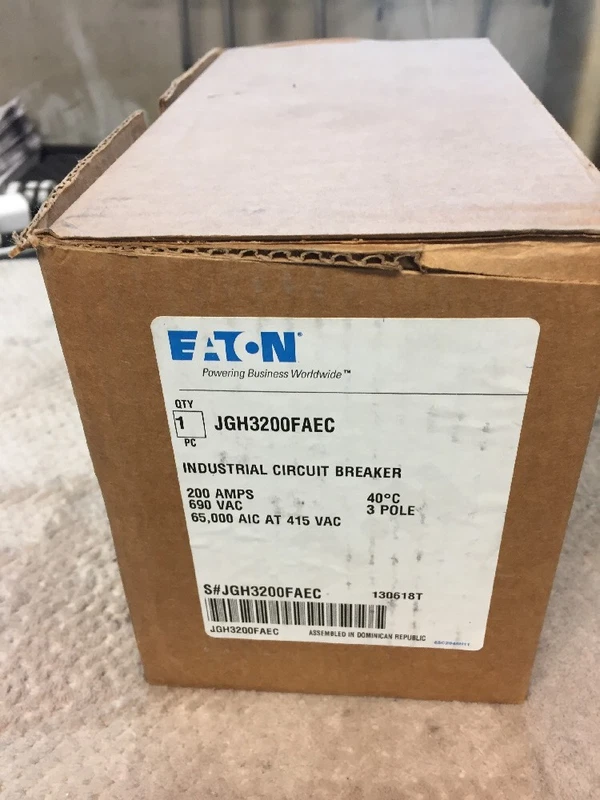 EATON®
Powering Business Worldwide™
QTY
1
PC
JGH3200FAEC
INDUSTRIAL CIRCUIT BREAKER
200 AMPS 40°C
690 VAC 3 POLE
65,000 AIC AT 415 VAC
S#JGH3200FAEC 130618T
JGH3200FAEC ASSEMBLED IN DOMINICAN REPUBLIC